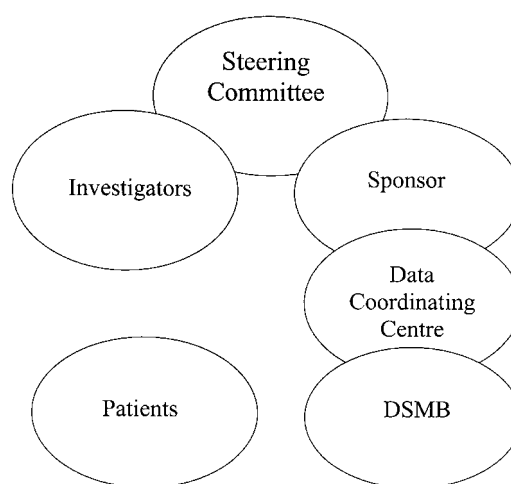 Steering
Committee
Investigators
Sponsor
Data
Coordinating
Centre
Patients
DSMB